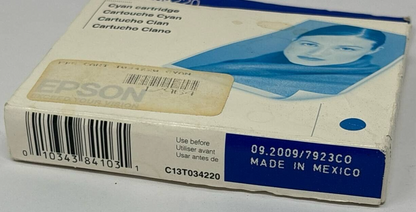 Cyan cartridge
Cartouche Cyan
Cartucho Cian
Cartucho Ciano
EPSON
0 10343 84103 1
Use before
Utiliser avant
Usar antes de
C13T034220
09.2009/7923C0
MADE IN MEXICO